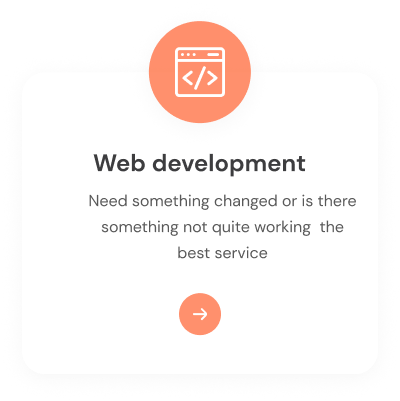 Web development
Need something changed or is there
something not quite working  the
best service